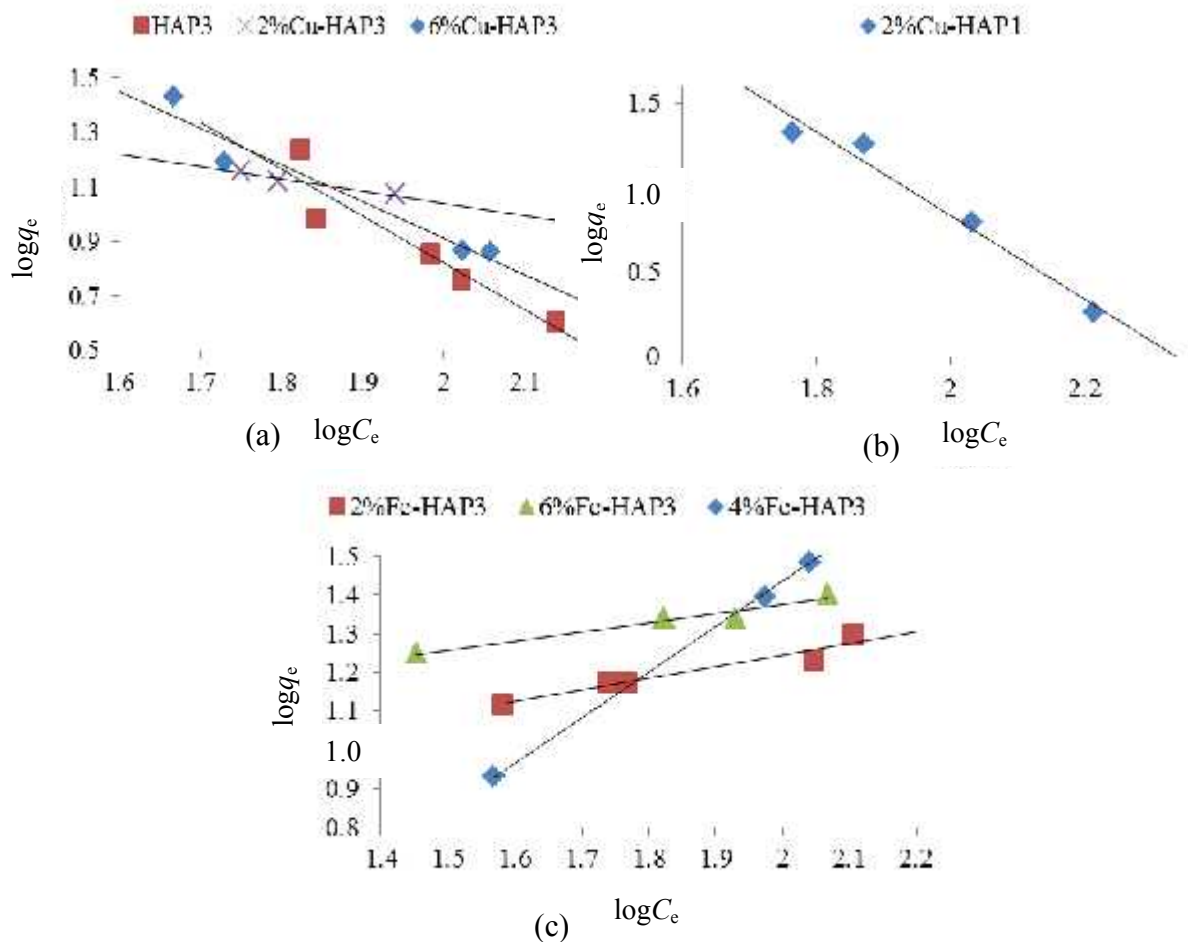 HAP3 2%Cu-HAP3 6%Cu-HAP3
2%Cu-HAP1
1.5
1.3
1.1
0.9
0.7
0.5
logqe
1.6 1.7 1.8 1.9 2 2.1
(a) logCe
1.5
1.0
0.5
0
logqe
1.6 1.8 2 2.2
(b) logCe
2%Fe-HAP3 6%Fe-HAP3 4%Fe-HAP3
1.5
1.4
1.3
1.2
1.1
1.0
0.9
0.8
logqe
1.4 1.5 1.6 1.7 1.8 1.9 2 2.1 2.2
(c) logCe